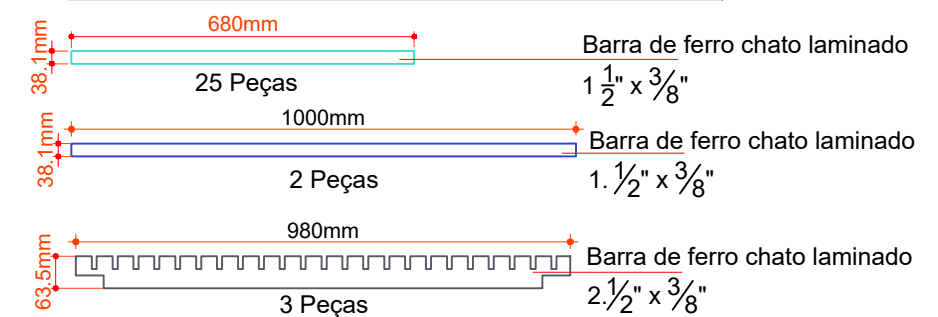 680mm
38.1mm
Barra de ferro chato laminado
1 1/2" x 3/8"
25 Peças
1000mm
38.1mm
Barra de ferro chato laminado
1. 1/2" x 3/8"
2 Peças
980mm
63.5mm
Barra de ferro chato laminado
2.1/2" x 3/8"
3 Peças